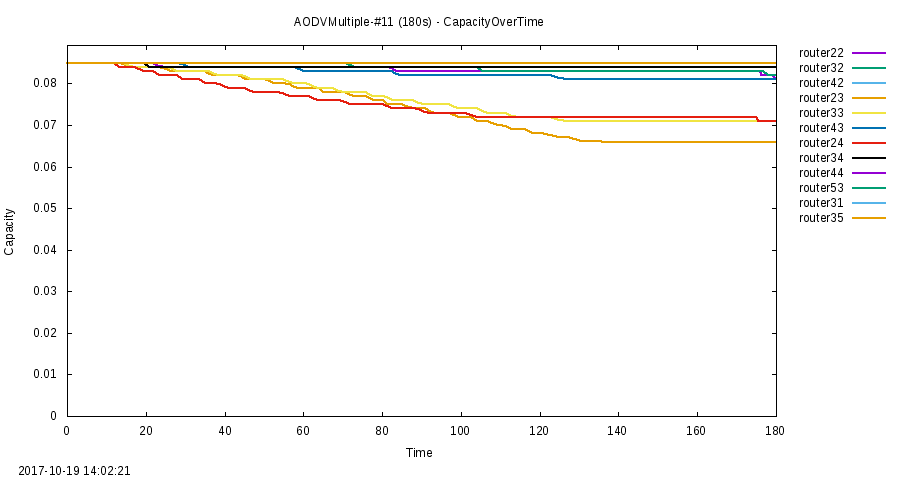 AODVMultiple-#11 (180s) - CapacityOverTime
router22
router32
router42
router23
router33
router43
router24
router34
router44
router53
router31
router35
0.08
0.07
0.06
0.05
0.04
0.03
0.02
0.01
0
Capacity
0 20 40 60 80 100 120 140 160 180
Time
2017-10-19 14:02:21